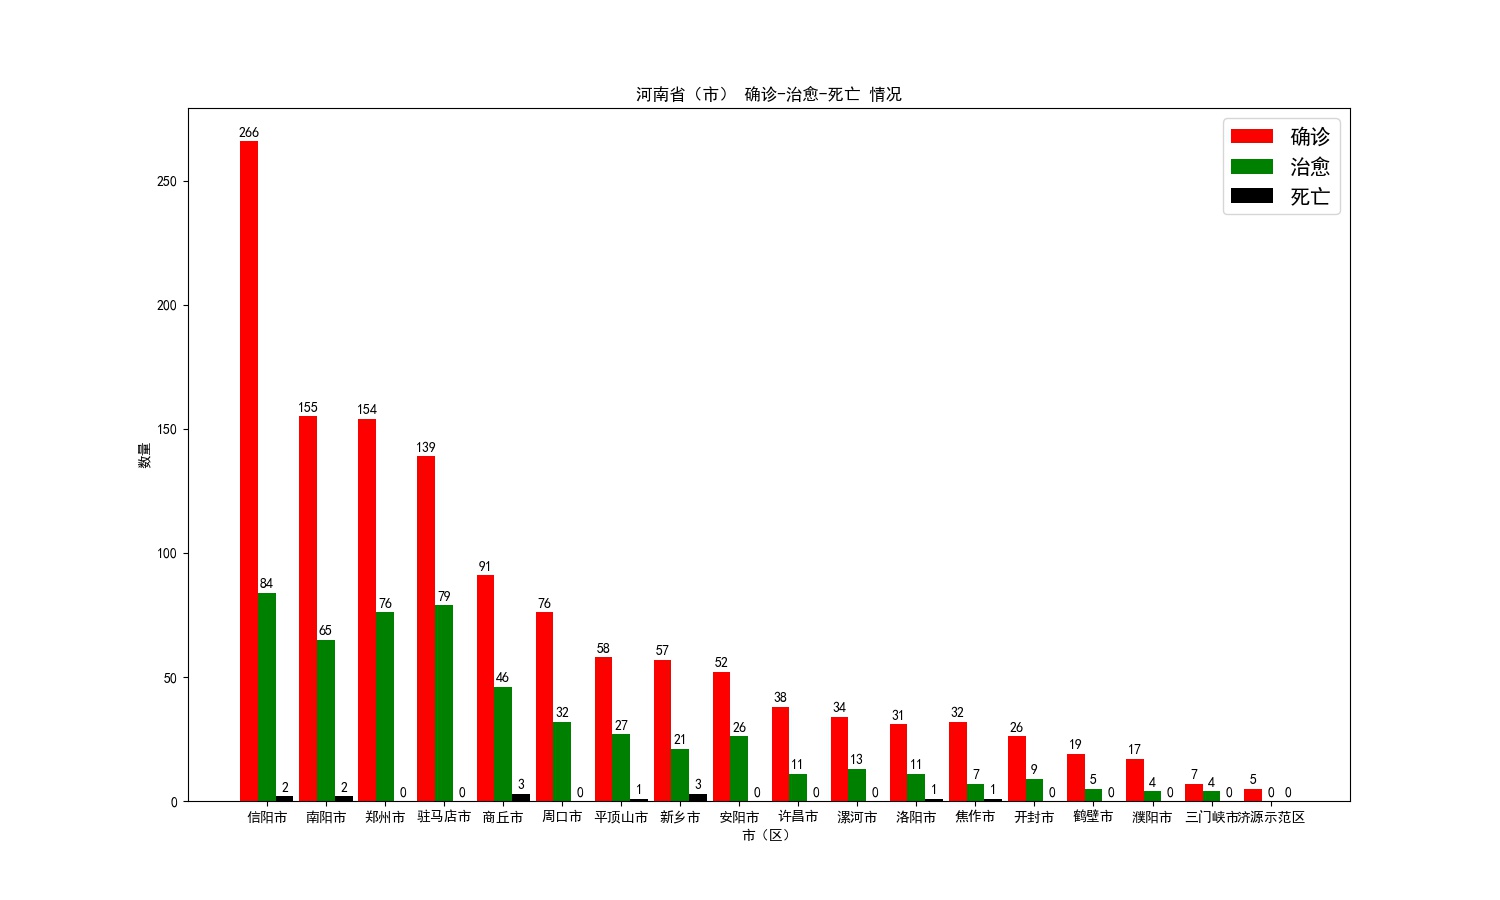 河南省（市） 确诊-治愈-死亡 情况
确诊
治愈
死亡
数量
250
200
150
100
50
0
266 84 2
155 65 2
154 76 0
139 79 0
91 46 3
76 32 0
58 27 1
57 21 3
52 26 0
38 11 0
34 13 0
31 11 1
32 7 1
26 9 0
19 5 0
17 4 0
7 4 0
5 0 0
信阳市 南阳市 郑州市 驻马店市 商丘市 周口市 平顶山市 新乡市 安阳市 许昌市 漯河市 洛阳市 焦作市 开封市 鹤壁市 濮阳市 三门峡市 济源示范区
市（区）